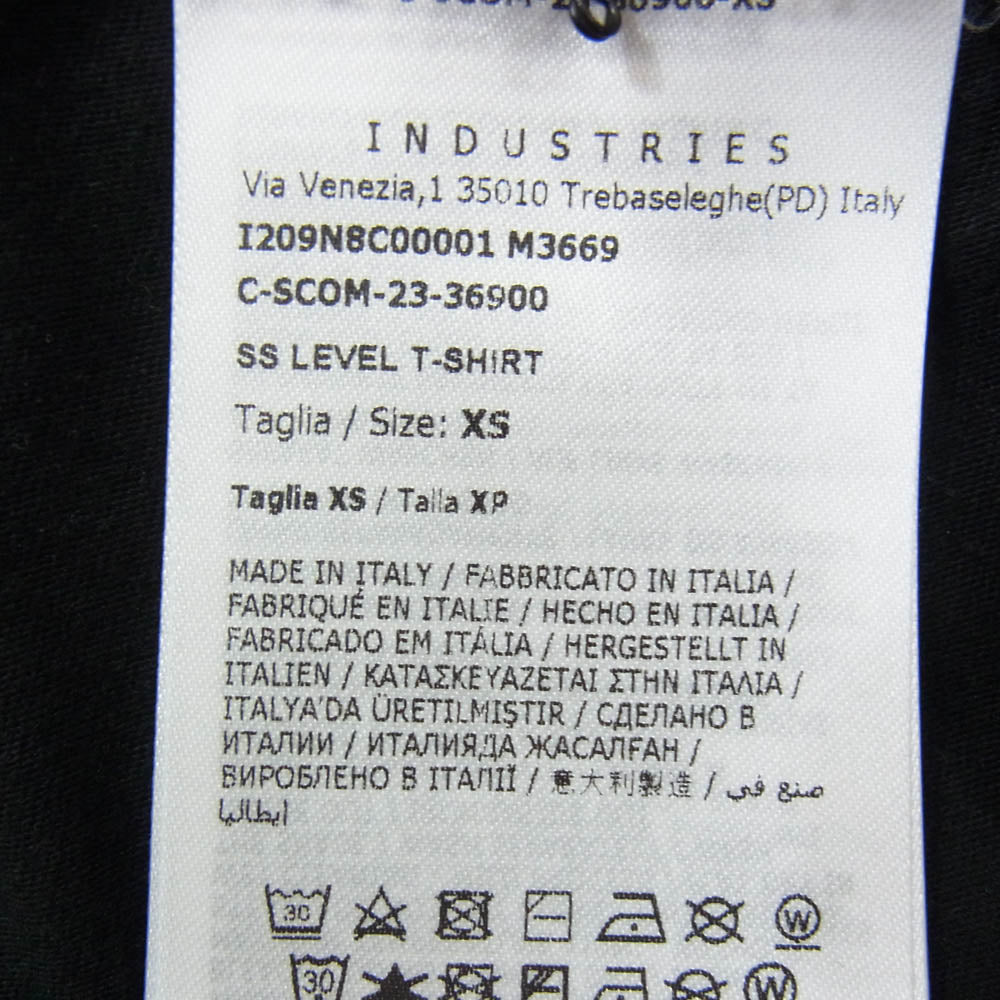 INDUSTRIES
Via Venezia,1 35010 Trebaseleghe(PD) Italy
I209N8C00001 M3669
C-SCOM-23-36900
SS LEVEL T-SHIRT
Taglia / Size: XS
Taglia XS / Talla XP
MADE IN ITALY / FABBRICATO IN ITALIA /
FABRIQUÉ EN ITALIE / HECHO EN ITALIA /
FABRICADO EM ITÁLIA / HERGESTELLT IN
ITALIEN / ΚΑΤΑΣΚΕΥΑΖΕΤΑΙ ΣΤΗΝ ΙΤΑΛΙΑ /
ITALYA'DA ÜRETILMIŞTIR / СДЕЛАНО В
ИТАЛИИ / ИТАЛИЯДА ЖАСАЛҒАН /
ВИРОБЛЕНО В ІТАЛІЇ / 意大利製造 / صنع في
ايطاليا
30 W
30 W